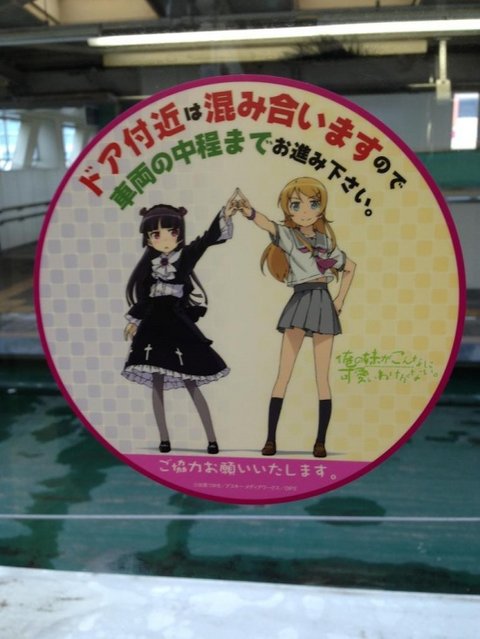 ドア付近は混み合いますので
車両の中程までお進み下さい。
俺の妹がこんなに
可愛いわけがない。
ご協力お願いいたします。